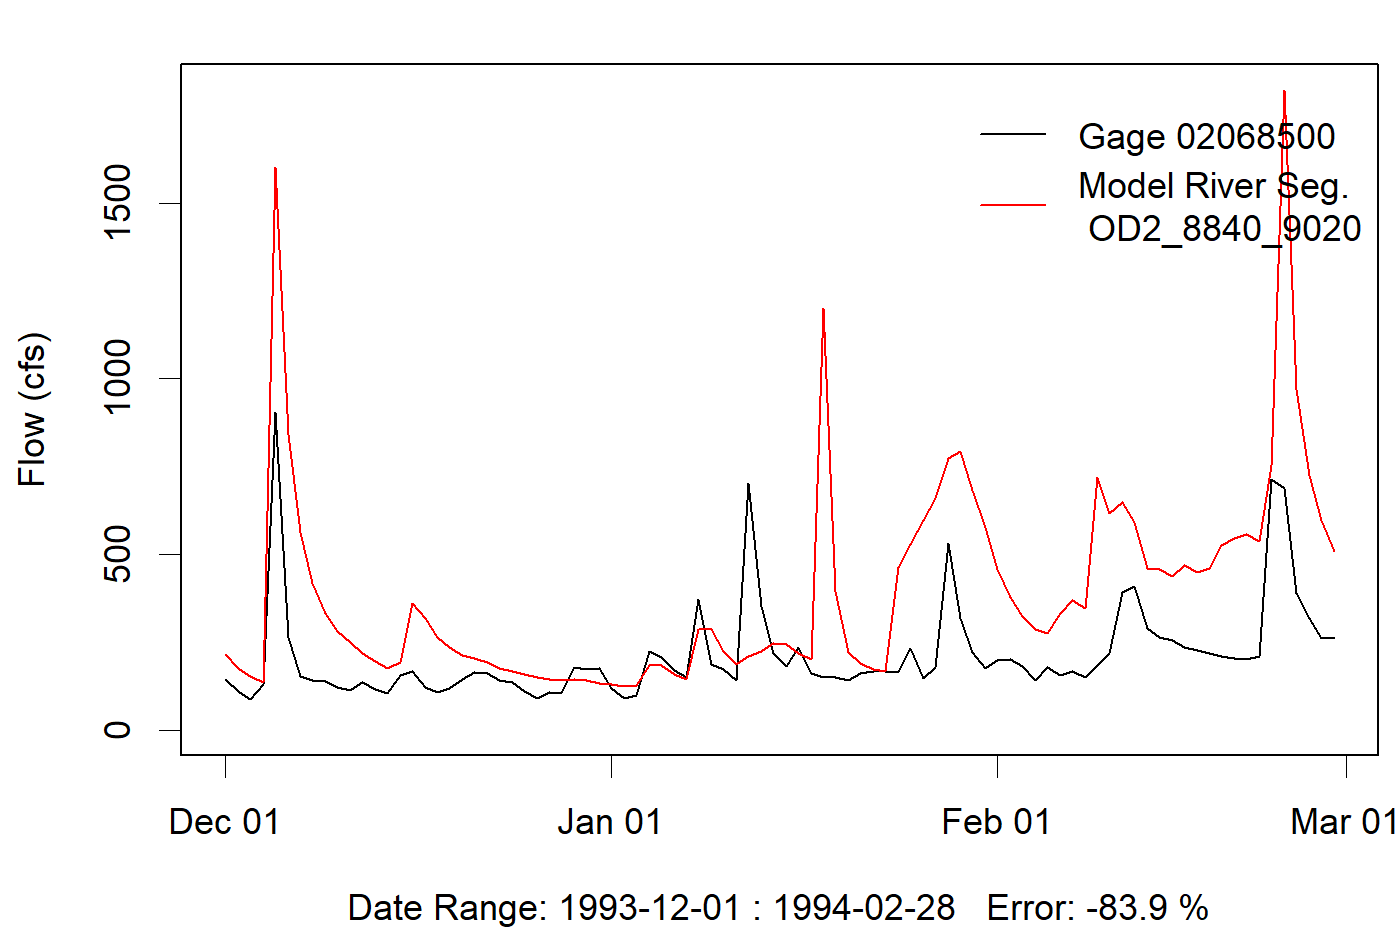 Gage 02068500
Model River Seg.
OD2_8840_9020
Flow (cfs)
1500
1000
500
0
Dec 01
Jan 01
Feb 01
Mar 01
Date Range: 1993-12-01 : 1994-02-28 Error: -83.9 %